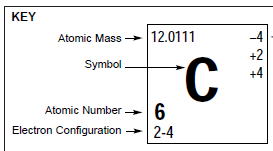 KEY
Atomic Mass → 12.0111 –4
+2
Symbol → C +4
Atomic Number → 6
Electron Configuration → 2-4